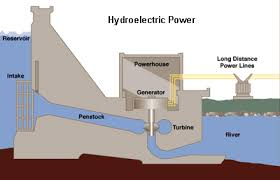 Hydroelectric Power
Reservoir
Intake
Penstock
Powerhouse
Generator
Turbine
Long Distance
Power Lines
River